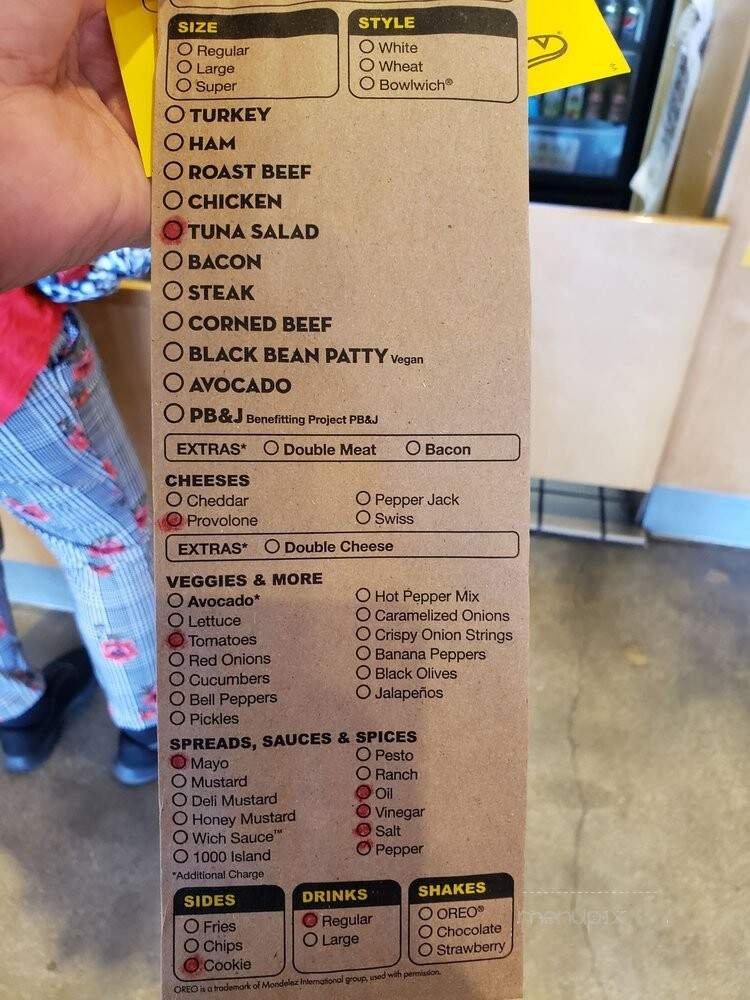 SIZE
Regular
Large
Super
STYLE
White
Wheat
Bowlwich®
TURKEY
HAM
ROAST BEEF
CHICKEN
TUNA SALAD
BACON
STEAK
CORNED BEEF
BLACK BEAN PATTY Vegan
AVOCADO
PB&J Benefitting Project PB&J
EXTRAS* Double Meat Bacon
CHEESES
Cheddar
Provolone
Pepper Jack
Swiss
EXTRAS* Double Cheese
VEGGIES & MORE
Avocado*
Lettuce
Tomatoes
Red Onions
Cucumbers
Bell Peppers
Pickles
Hot Pepper Mix
Caramelized Onions
Crispy Onion Strings
Banana Peppers
Black Olives
Jalapeños
SPREADS, SAUCES & SPICES
Mayo
Mustard
Deli Mustard
Honey Mustard
Wich Sauce™
1000 Island
Pesto
Ranch
Oil
Vinegar
Salt
Pepper
*Additional Charge
SIDES
Fries
Chips
Cookie
DRINKS
Regular
Large
SHAKES
OREO®
Chocolate
Strawberry
OREO is a trademark of Mondelez International group, used with permission.
menupix